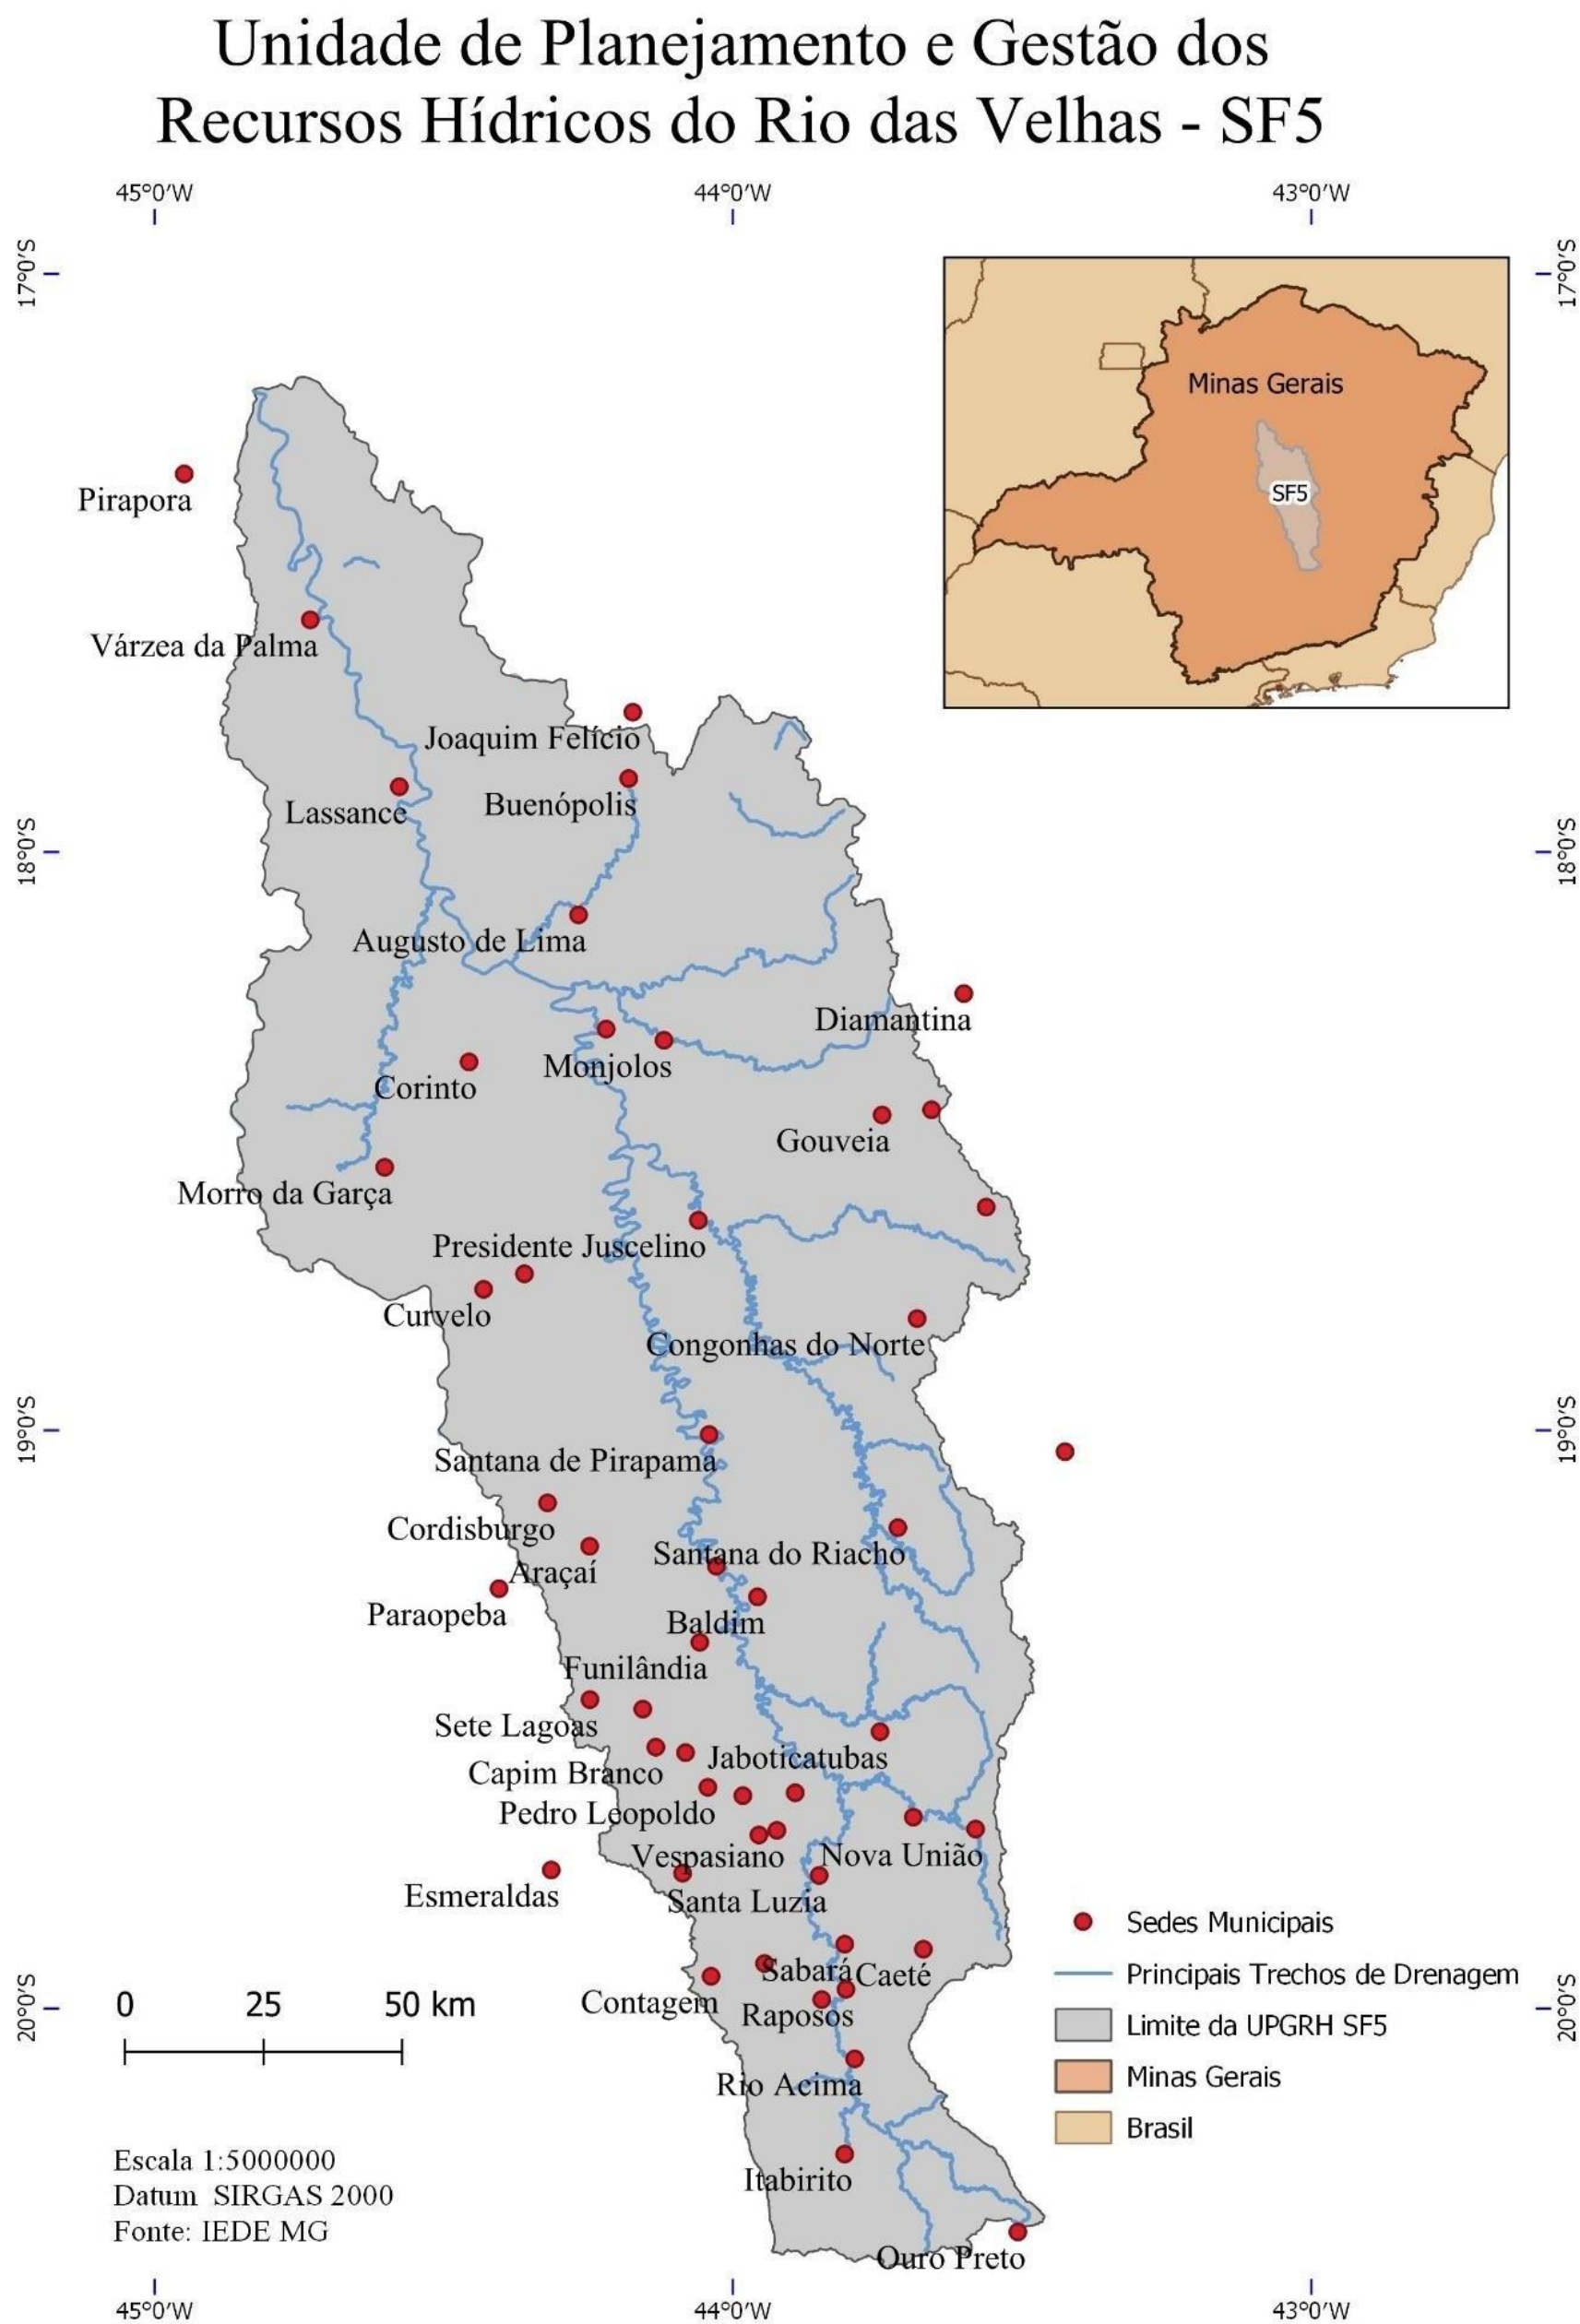 Unidade de Planejamento e Gestão dos
Recursos Hídricos do Rio das Velhas - SF5
45°0'W
44°0'W
43°0'W
17°0'S
17°0'S
Minas Gerais
SF5
Pirapora
Várzea da Palma
Joaquim Felício
Buenópolis
Lassance
18°0'S
18°0'S
Augusto de Lima
Diamantina
Monjolos
Corinto
Gouveia
Morro da Garça
Presidente Juscelino
Curvelo
Congonhas do Norte
19°0'S
19°0'S
Santana de Pirapama
Cordisburgo
Santana do Riacho
Araçaí
Paraopeba
Baldim
Funilândia
Sete Lagoas
Jaboticatubas
Capim Branco
Pedro Leopoldo
Vespasiano
Nova União
Esmeraldas
Santa Luzia
Sabará
Caeté
Contagem
Raposos
Rio Acima
Itabirito
Ouro Preto
20°0'S
20°0'S
0 25 50 km
Sedes Municipais
Principais Trechos de Drenagem
Limite da UPGRH SF5
Minas Gerais
Brasil
Escala 1:5000000
Datum SIRGAS 2000
Fonte: IEDE MG
45°0'W
44°0'W
43°0'W